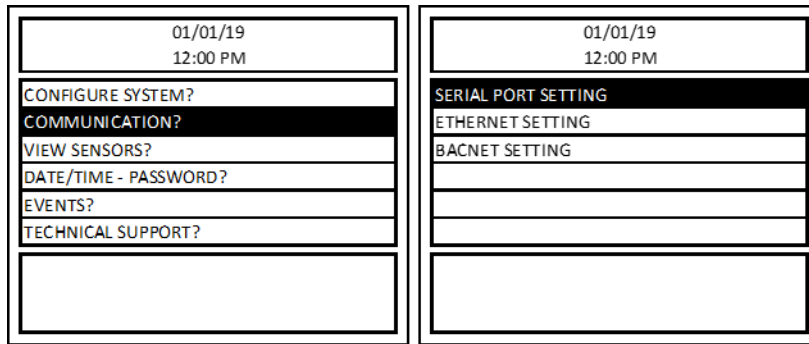 01/01/19
12:00 PM
CONFIGURE SYSTEM?
COMMUNICATION?
VIEW SENSORS?
DATE/TIME - PASSWORD?
EVENTS?
TECHNICAL SUPPORT?
01/01/19
12:00 PM
SERIAL PORT SETTING
ETHERNET SETTING
BACNET SETTING